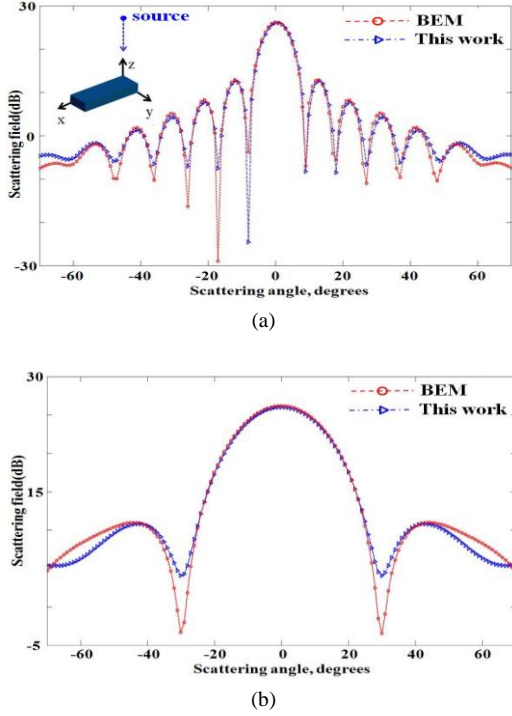 30
source
BEM
This work
z
x
y
0
Scattering field(dB)
-30
-60 -40 -20 0 20 40 60
Scattering angle, degrees
(a)
30
BEM
This work
15
Scattering field(dB)
-5
-60 -40 -20 0 20 40 60
Scattering angle, degrees
(b)